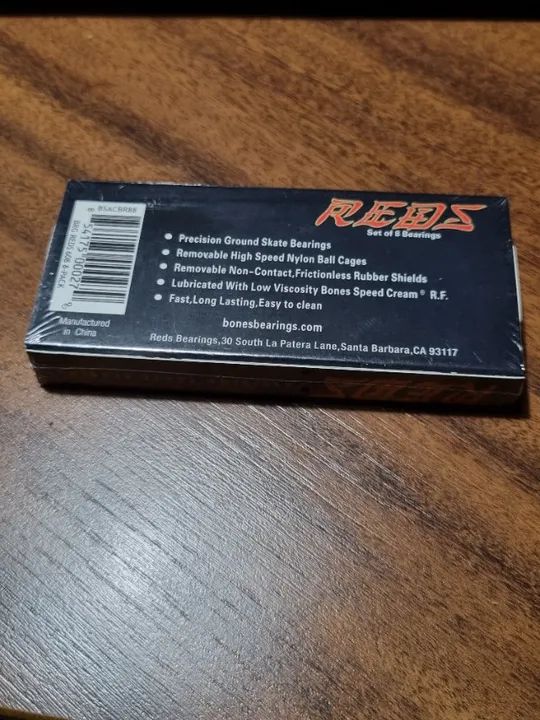 REDS
Set of 8 Bearings
Precision Ground Skate Bearings
Removable High Speed Nylon Ball Cages
Removable Non-Contact,Frictionless Rubber Shields
Lubricated With Low Viscosity Bones Speed Cream® R.F.
Fast,Long Lasting,Easy to clean
bonesbearings.com
Reds Bearings,30 South La Patera Lane,Santa Barbara,CA 93117
BSACBRB8
Manufactured
in China
REDS